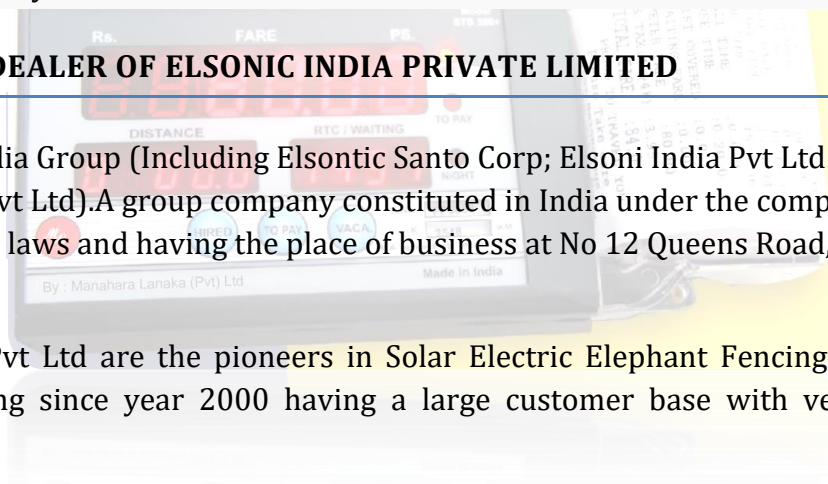 Rs. FARE PS.
DEALER OF ELSONIC INDIA PRIVATE LIMITED
TO PAY
DISTANCE RTC / WAITING
dia Group (Including Elsontic Santo Corp; Elsoni India Pvt Ltd
NIGHT
vt Ltd).A group company constituted in India under the comp
HIRED TO PAY VACA
laws and having the place of business at No 12 Queens Road,
By : Manahara Lanaka (Pvt) Ltd Made in India
Pvt Ltd are the pioneers in Solar Electric Elephant Fencing
ng since year 2000 having a large customer base with ve